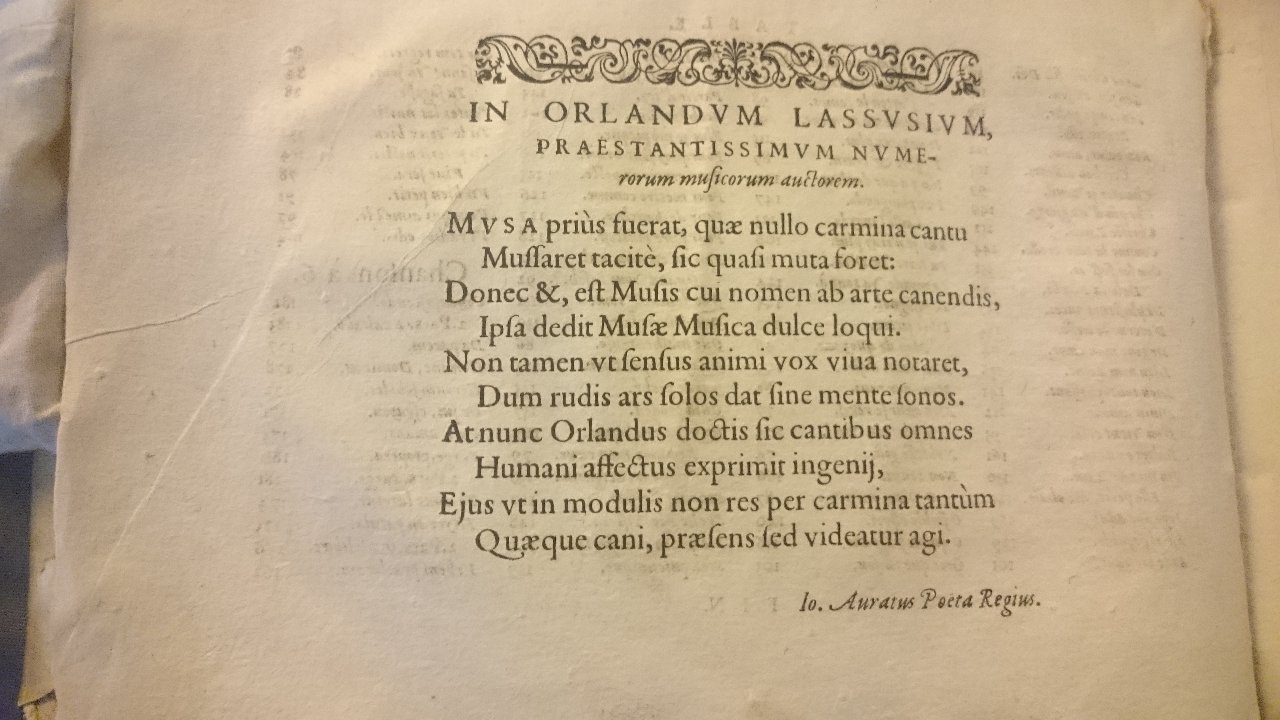 IN ORLANDVM LASSVSIVM,
PRAESTANTISSIMVM NVME-
rorum muſicorum auctorem.
MVSA priùs fuerat, quæ nullo carmina cantu
Muſſaret tacitè, ſic quaſi muta foret:
Donec &, eſt Muſis cui nomen ab arte canendis,
Ipſa dedit Muſæ Muſica dulce loqui.
Non tamen vt ſenſus animi vox viua notaret,
Dum rudis ars ſolos dat ſine mente ſonos.
At nunc Orlandus doctis ſic cantibus omnes
Humani affectus exprimit ingenij,
Ejus vt in modulis non res per carmina tantùm
Quæque cani, præſens ſed videatur agi.
Io. Auratus Poeta Regius.